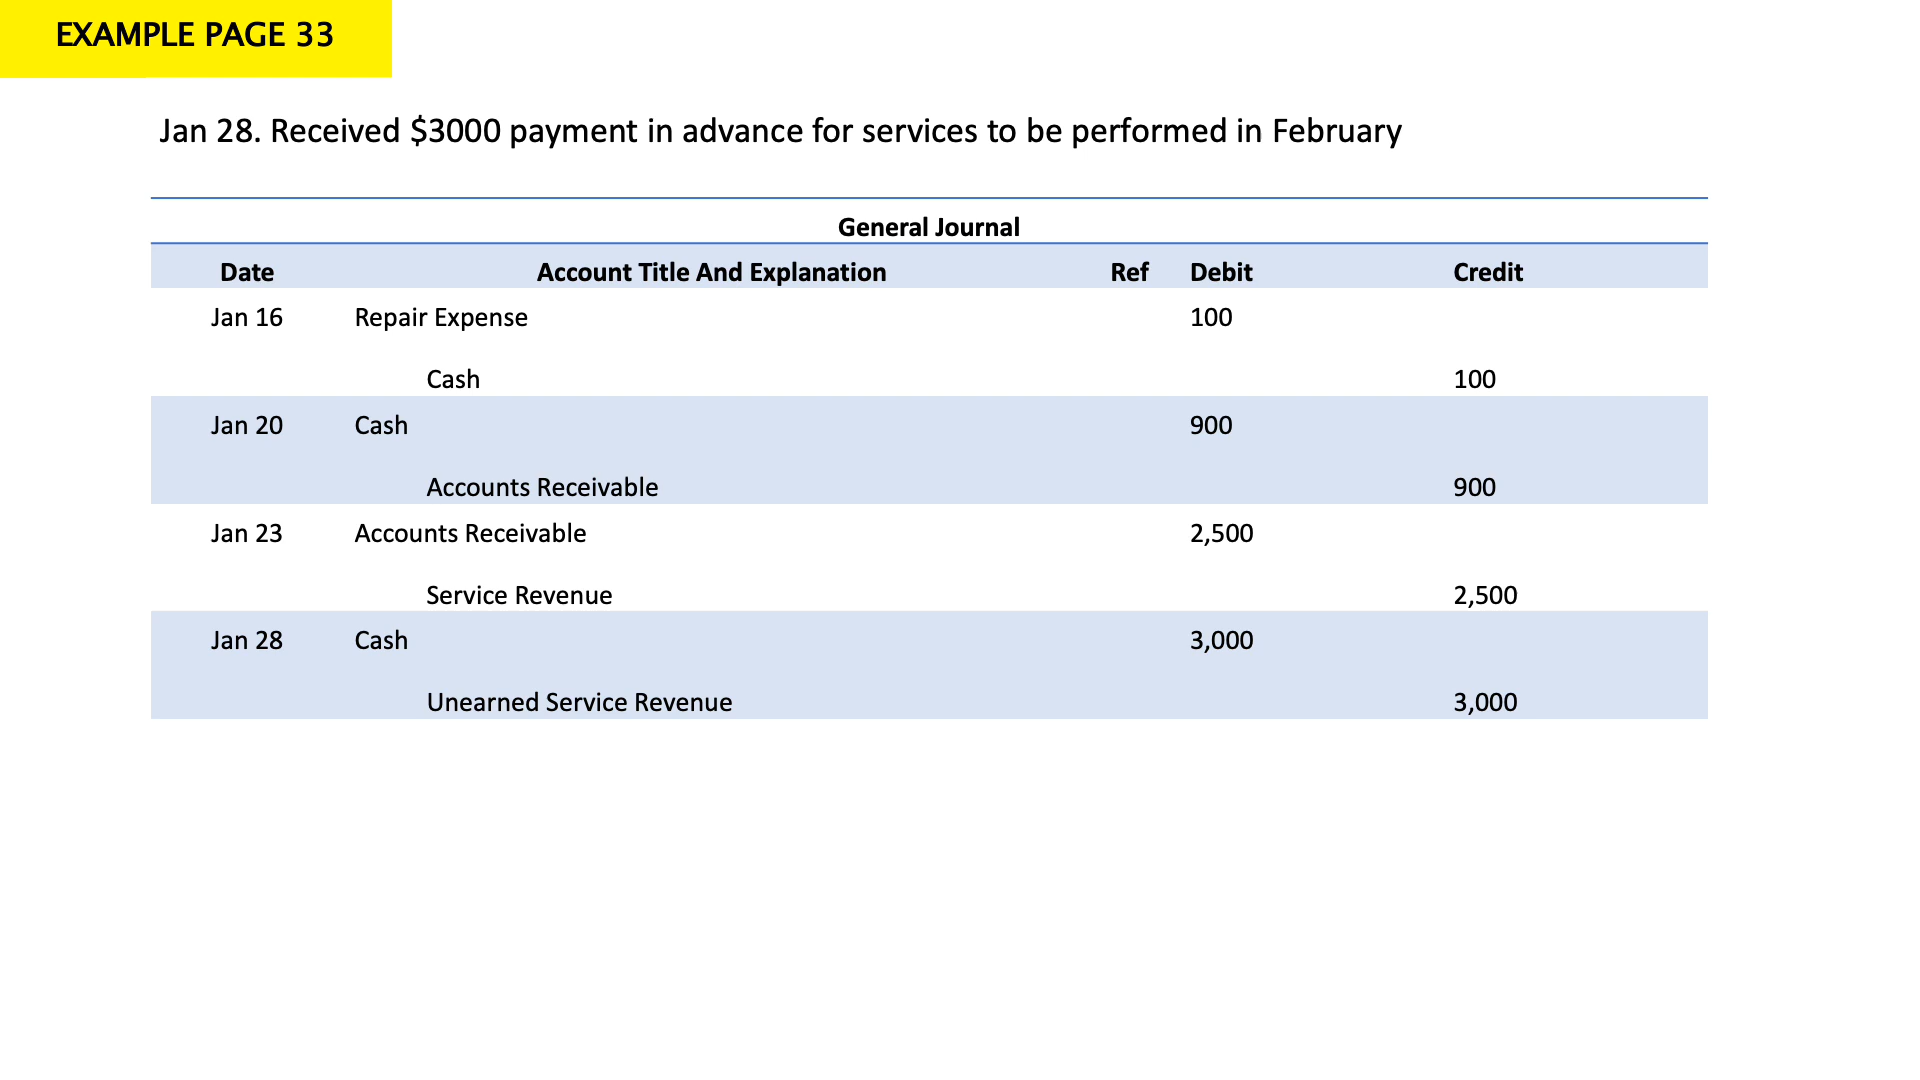 EXAMPLE PAGE 33
Jan 28. Received $3000 payment in advance for services to be performed in February
General Journal
Date Account Title And Explanation Ref Debit Credit
Jan 16 Repair Expense 100
Cash 100
Jan 20 Cash 900
Accounts Receivable 900
Jan 23 Accounts Receivable 2,500
Service Revenue 2,500
Jan 28 Cash 3,000
Unearned Service Revenue 3,000